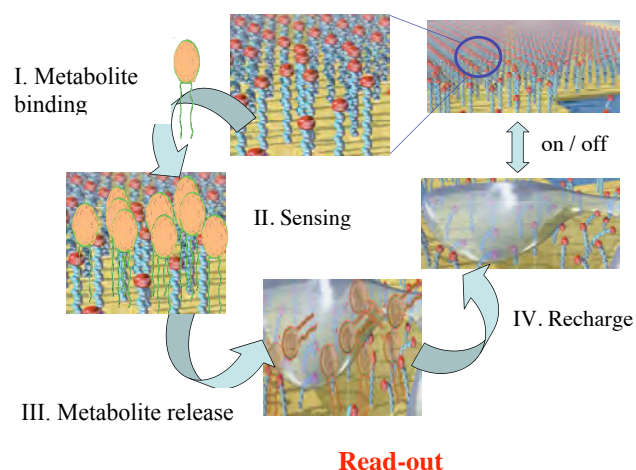 I. Metabolite
binding
on / off
II. Sensing
IV. Recharge
III. Metabolite release
Read-out